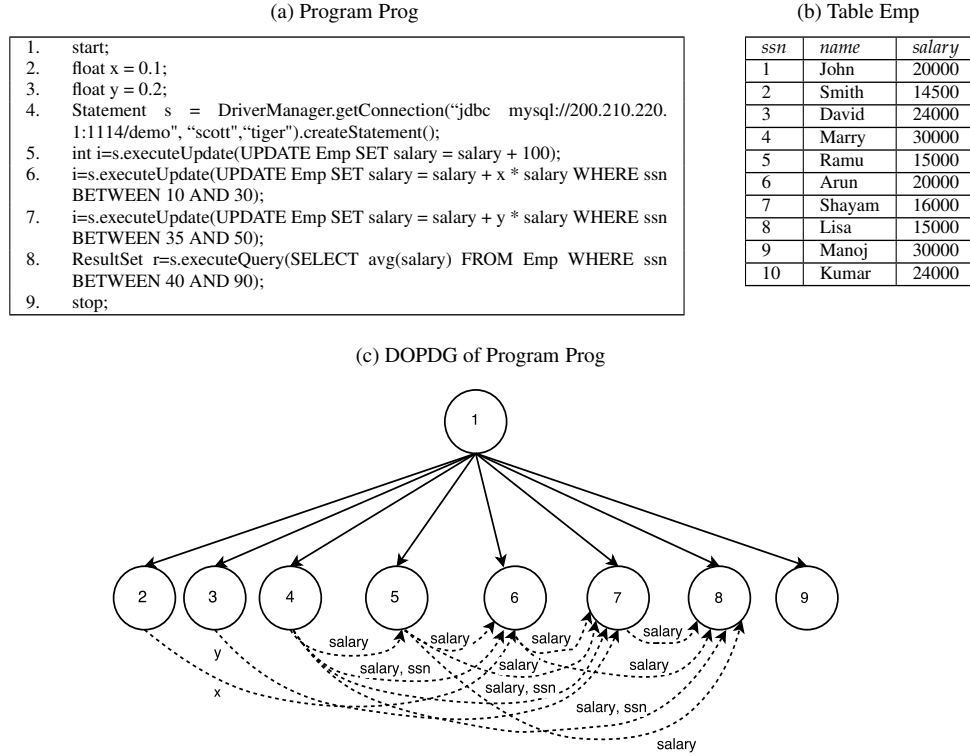 (a) Program Prog
1. start;
2. float x = 0.1;
3. float y = 0.2;
4. Statement s = DriverManager.getConnection(“jdbc mysql://200.210.220.
1:1114/demo", “scott",“tiger").createStatement();
5. int i=s.executeUpdate(UPDATE Emp SET salary = salary + 100);
6. i=s.executeUpdate(UPDATE Emp SET salary = salary + x * salary WHERE ssn
BETWEEN 10 AND 30);
7. i=s.executeUpdate(UPDATE Emp SET salary = salary + y * salary WHERE ssn
BETWEEN 35 AND 50);
8. ResultSet r=s.executeQuery(SELECT avg(salary) FROM Emp WHERE ssn
BETWEEN 40 AND 90);
9. stop;
(b) Table Emp
ssn name salary
1 John 20000
2 Smith 14500
3 David 24000
4 Marry 30000
5 Ramu 15000
6 Arun 20000
7 Shayam 16000
8 Lisa 15000
9 Manoj 30000
10 Kumar 24000
(c) DOPDG of Program Prog
1
2 3 4 5 6 7 8 9
salary salary salary salary
y salary, ssn salary salary
x salary, ssn
salary, ssn
salary